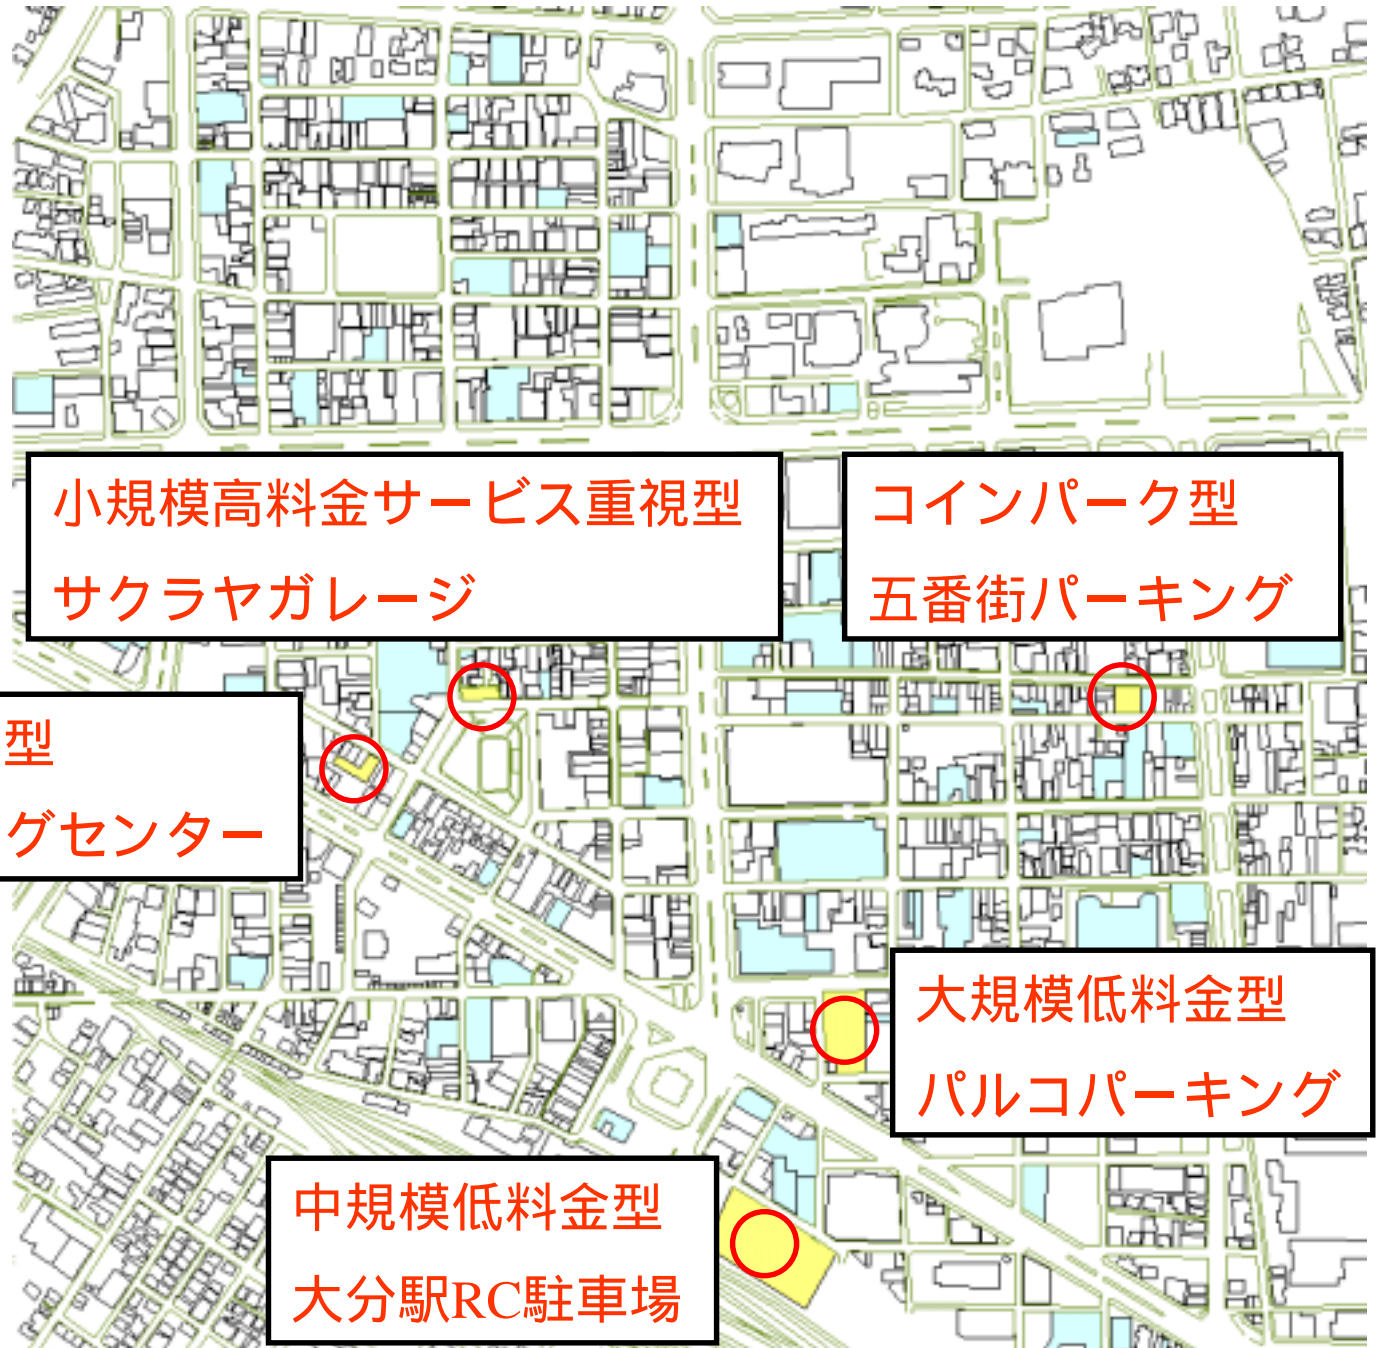 小規模高料金サービス重視型
サクラヤガレージ
コインパーク型
五番街パーキング
型
グセンター
大規模低料金型
パルコパーキング
中規模低料金型
大分駅RC駐車場